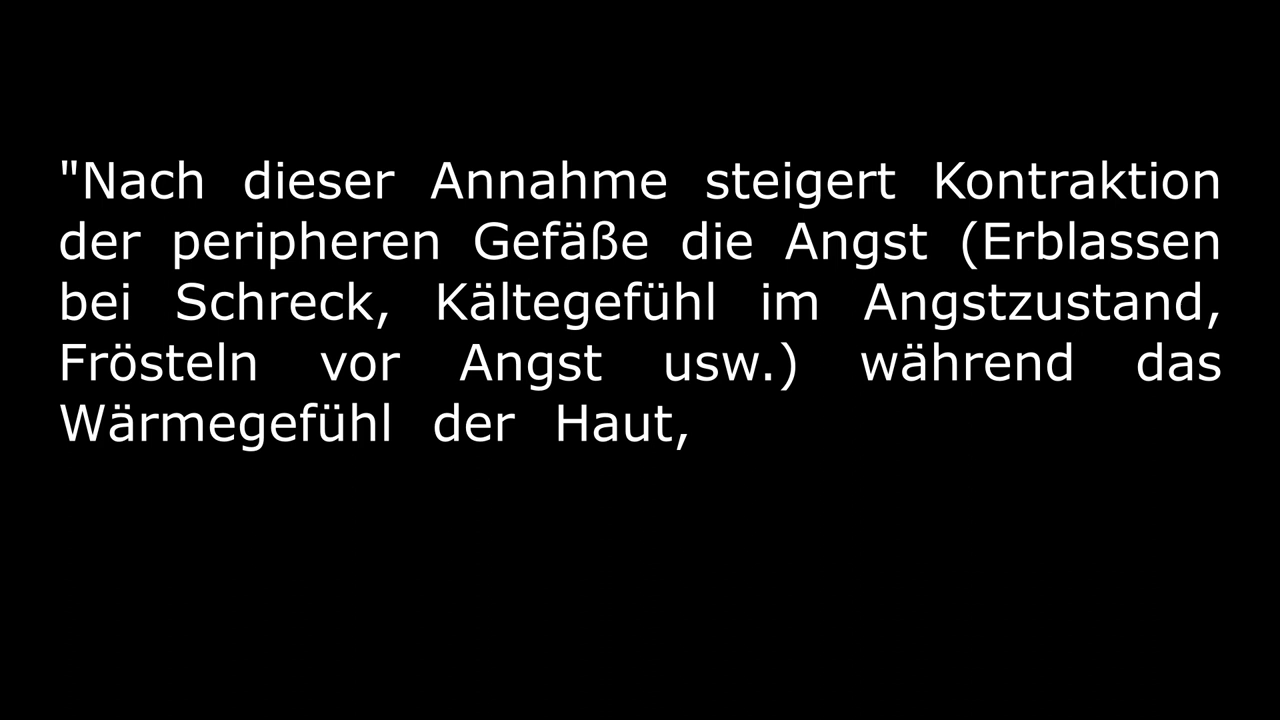 "Nach dieser Annahme steigert Kontraktion
der peripheren Gefäße die Angst (Erblassen
bei Schreck, Kältegefühl im Angstzustand,
Frösteln vor Angst usw.) während das
Wärmegefühl der Haut,